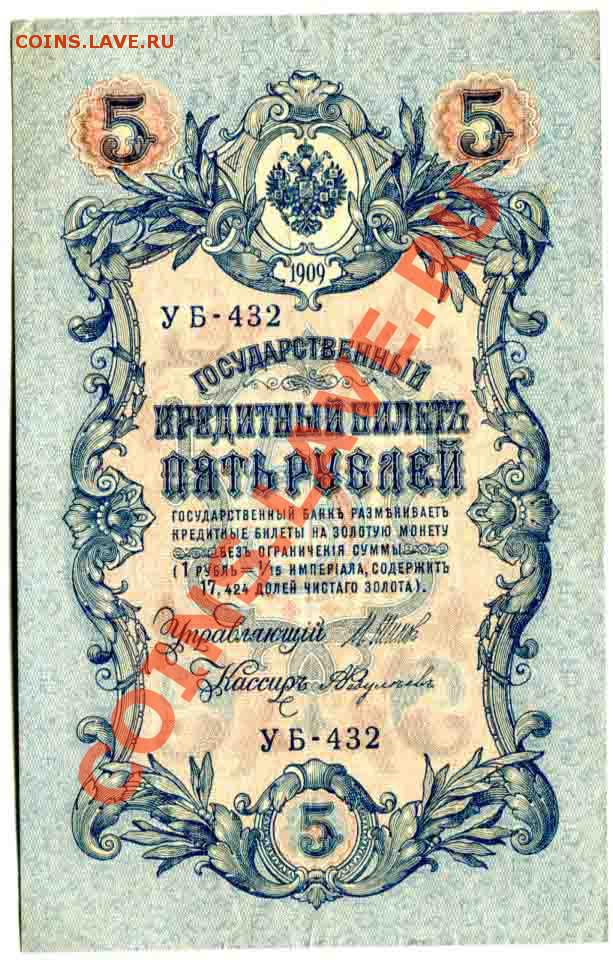 COINS.LAVE.RU
5 5
1909
УБ-432
ГОСУДАРСТВЕННЫЙ
КРЕДИТНЫЙ БИЛЕТЪ
ПЯТЬ РУБЛЕЙ
ГОСУДАРСТВЕННЫЙ БАНКЪ РАЗМѢНИВАЕТЪ
КРЕДИТНЫЕ БИЛЕТЫ НА ЗОЛОТУЮ МОНЕТУ
БЕЗЪ ОГРАНИЧЕНІЯ СУММЫ
(1 РУБЛЬ = 1/15 ИМПЕРІАЛА, СОДЕРЖИТЪ
17,424 ДОЛЕЙ ЧИСТАГО ЗОЛОТА).
Управляющій
Кассиръ
УБ-432
5
COINS.LAVE.RU